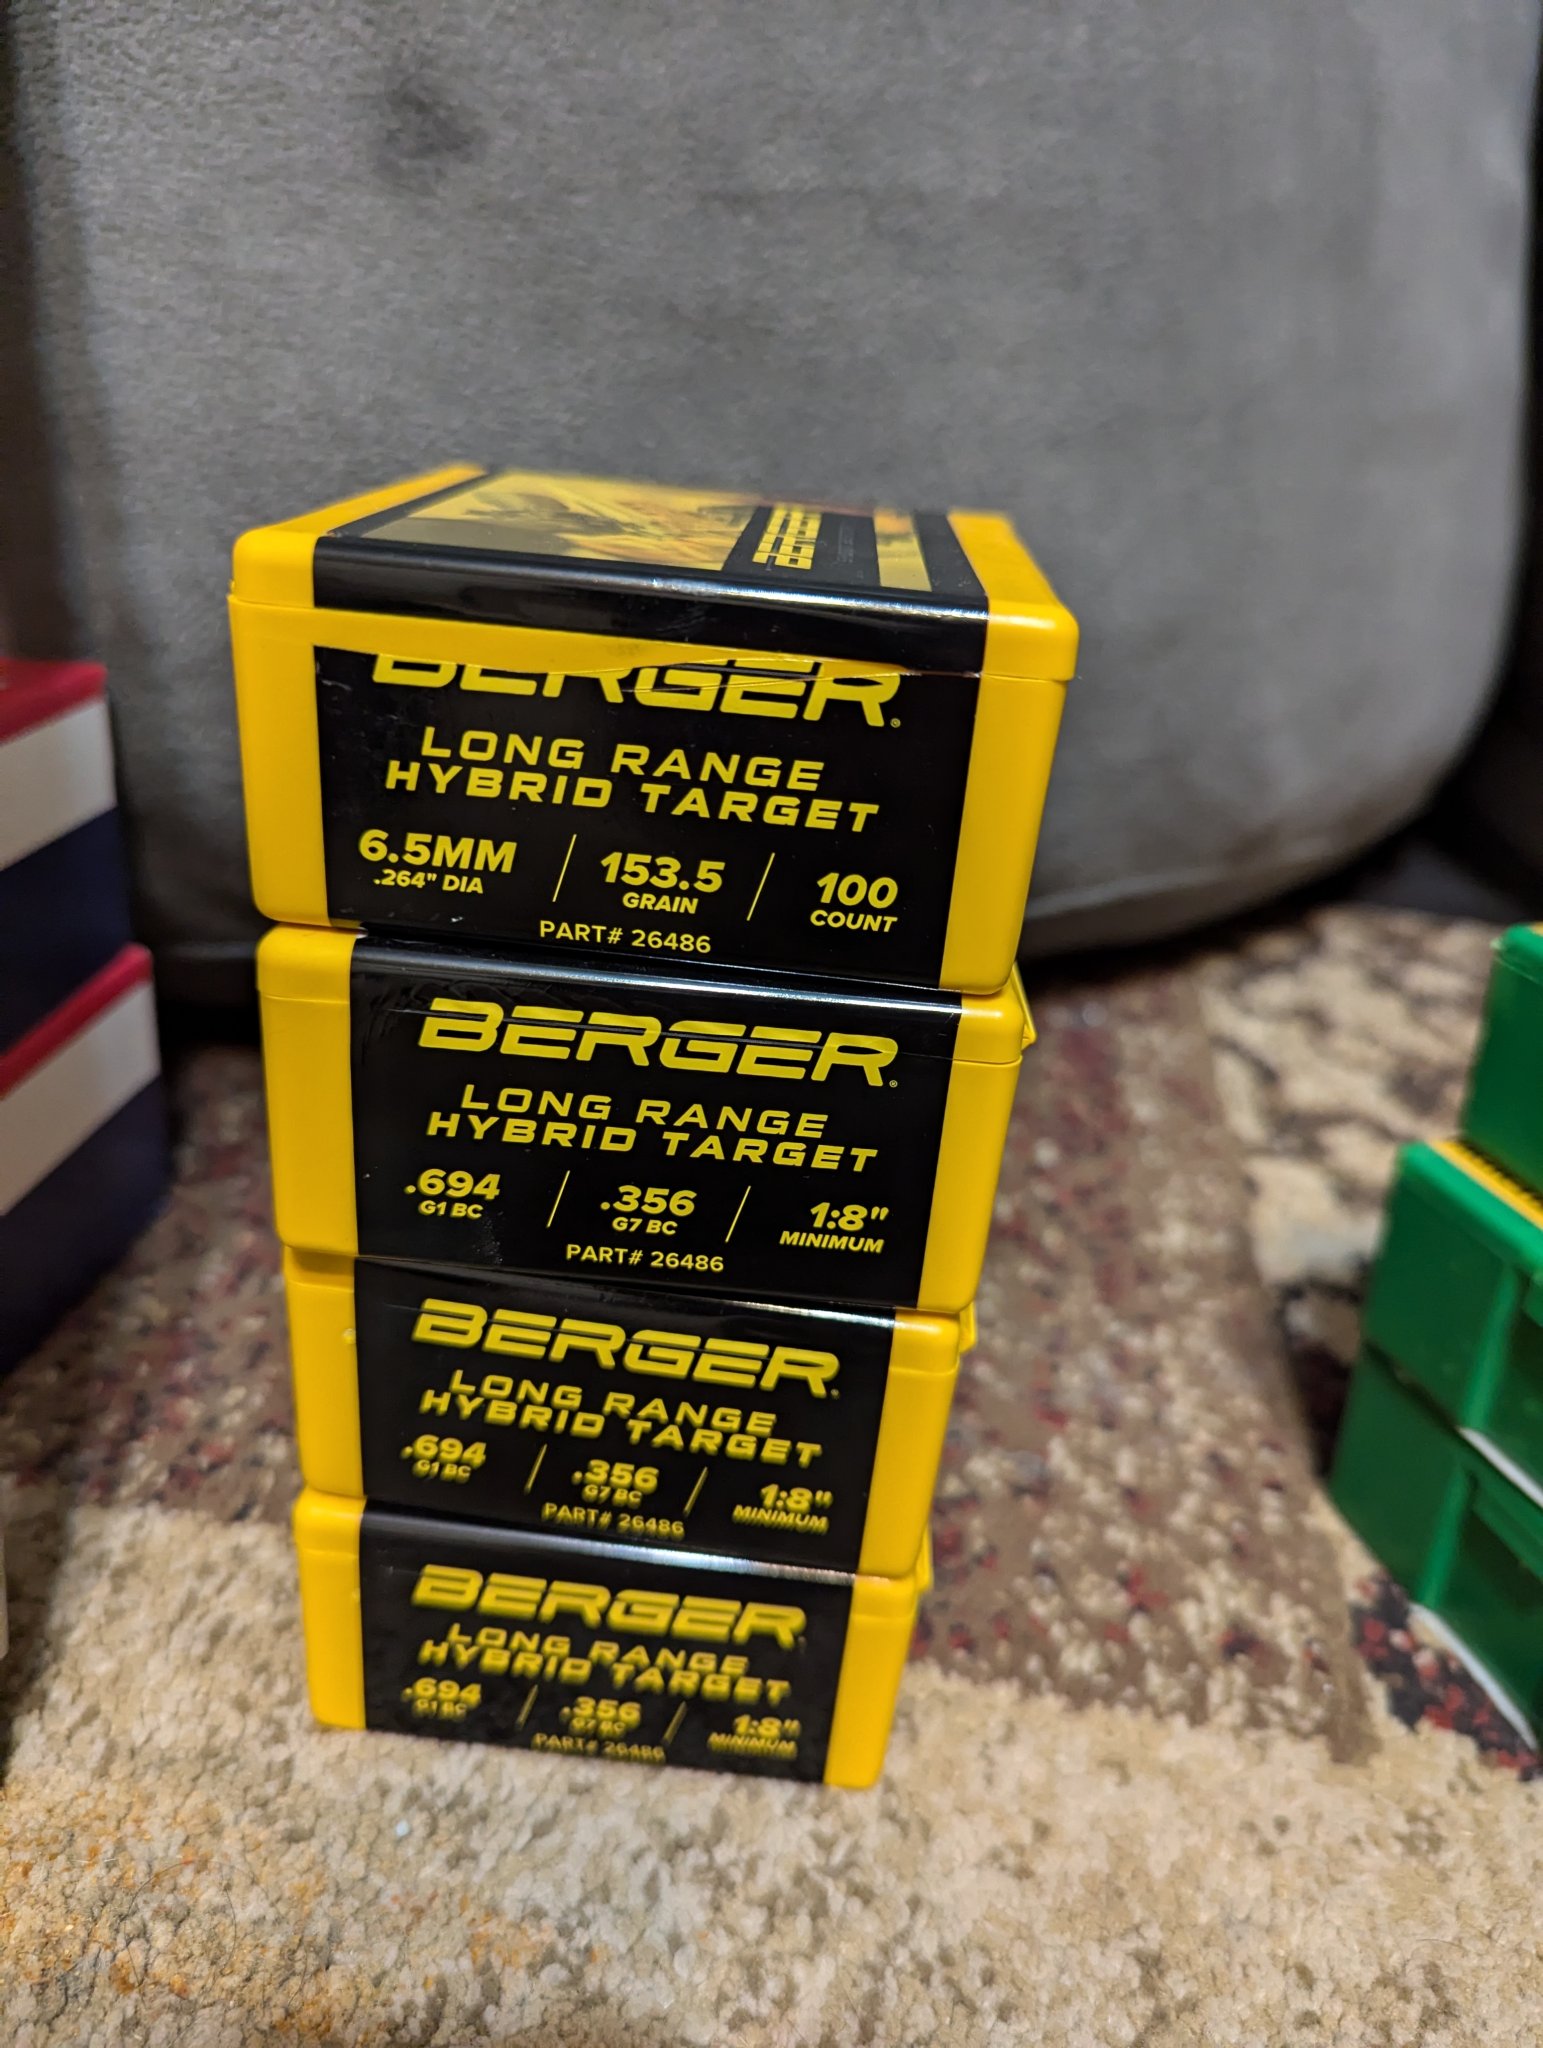 BERGER
BERGER®
LONG RANGE
HYBRID TARGET
6.5MM
.264" DIA
153.5
GRAIN
100
COUNT
PART# 26486
BERGER®
LONG RANGE
HYBRID TARGET
.694
G1 BC
.356
G7 BC
1:8"
MINIMUM
PART# 26486
BERGER®
LONG RANGE
HYBRID TARGET
.694
G1 BC
.356
G7 BC
1:8"
MINIMUM
PART# 26486
BERGER
LONG RANGE
HYBRID TARGET
.694
G1 BC
.356
G7 BC
1:8"
MINIMUM
PART# 26486